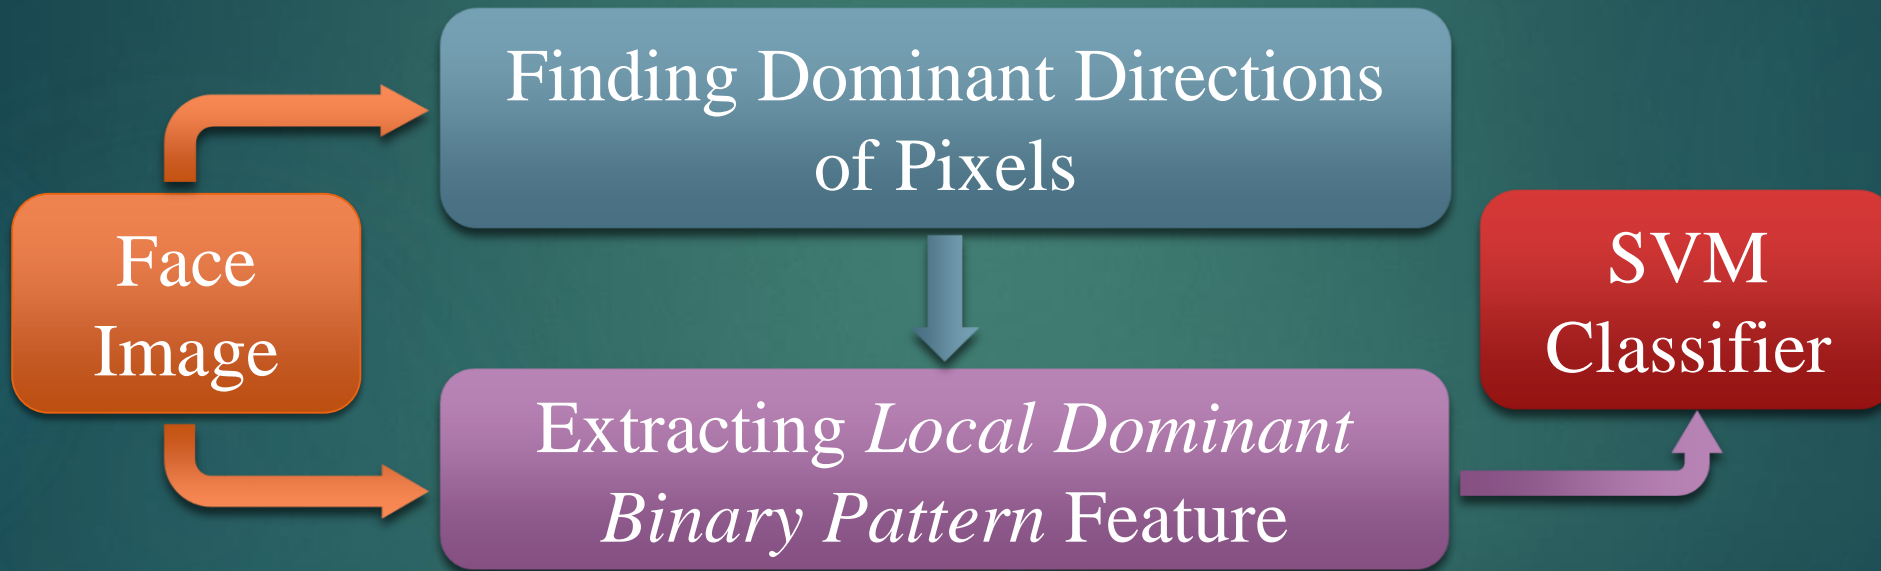 Finding Dominant Directions
of Pixels
Face
Image
SVM
Classifier
Extracting Local Dominant
Binary Pattern Feature